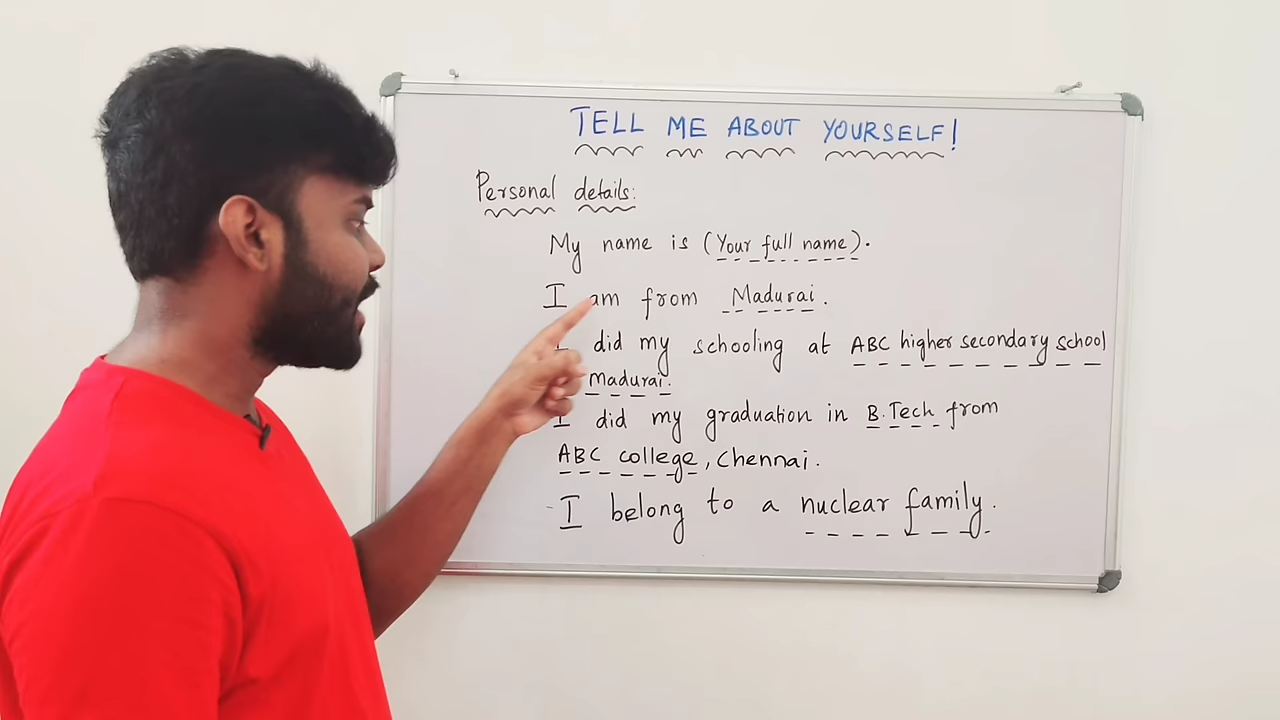 TELL ME ABOUT YOURSELF!
Personal details:
My name is (Your full name).
I am from Madurai.
I did my schooling at ABC higher secondary school
Madurai.
I did my graduation in B.Tech from
ABC college, Chennai.
- I belong to a nuclear family.